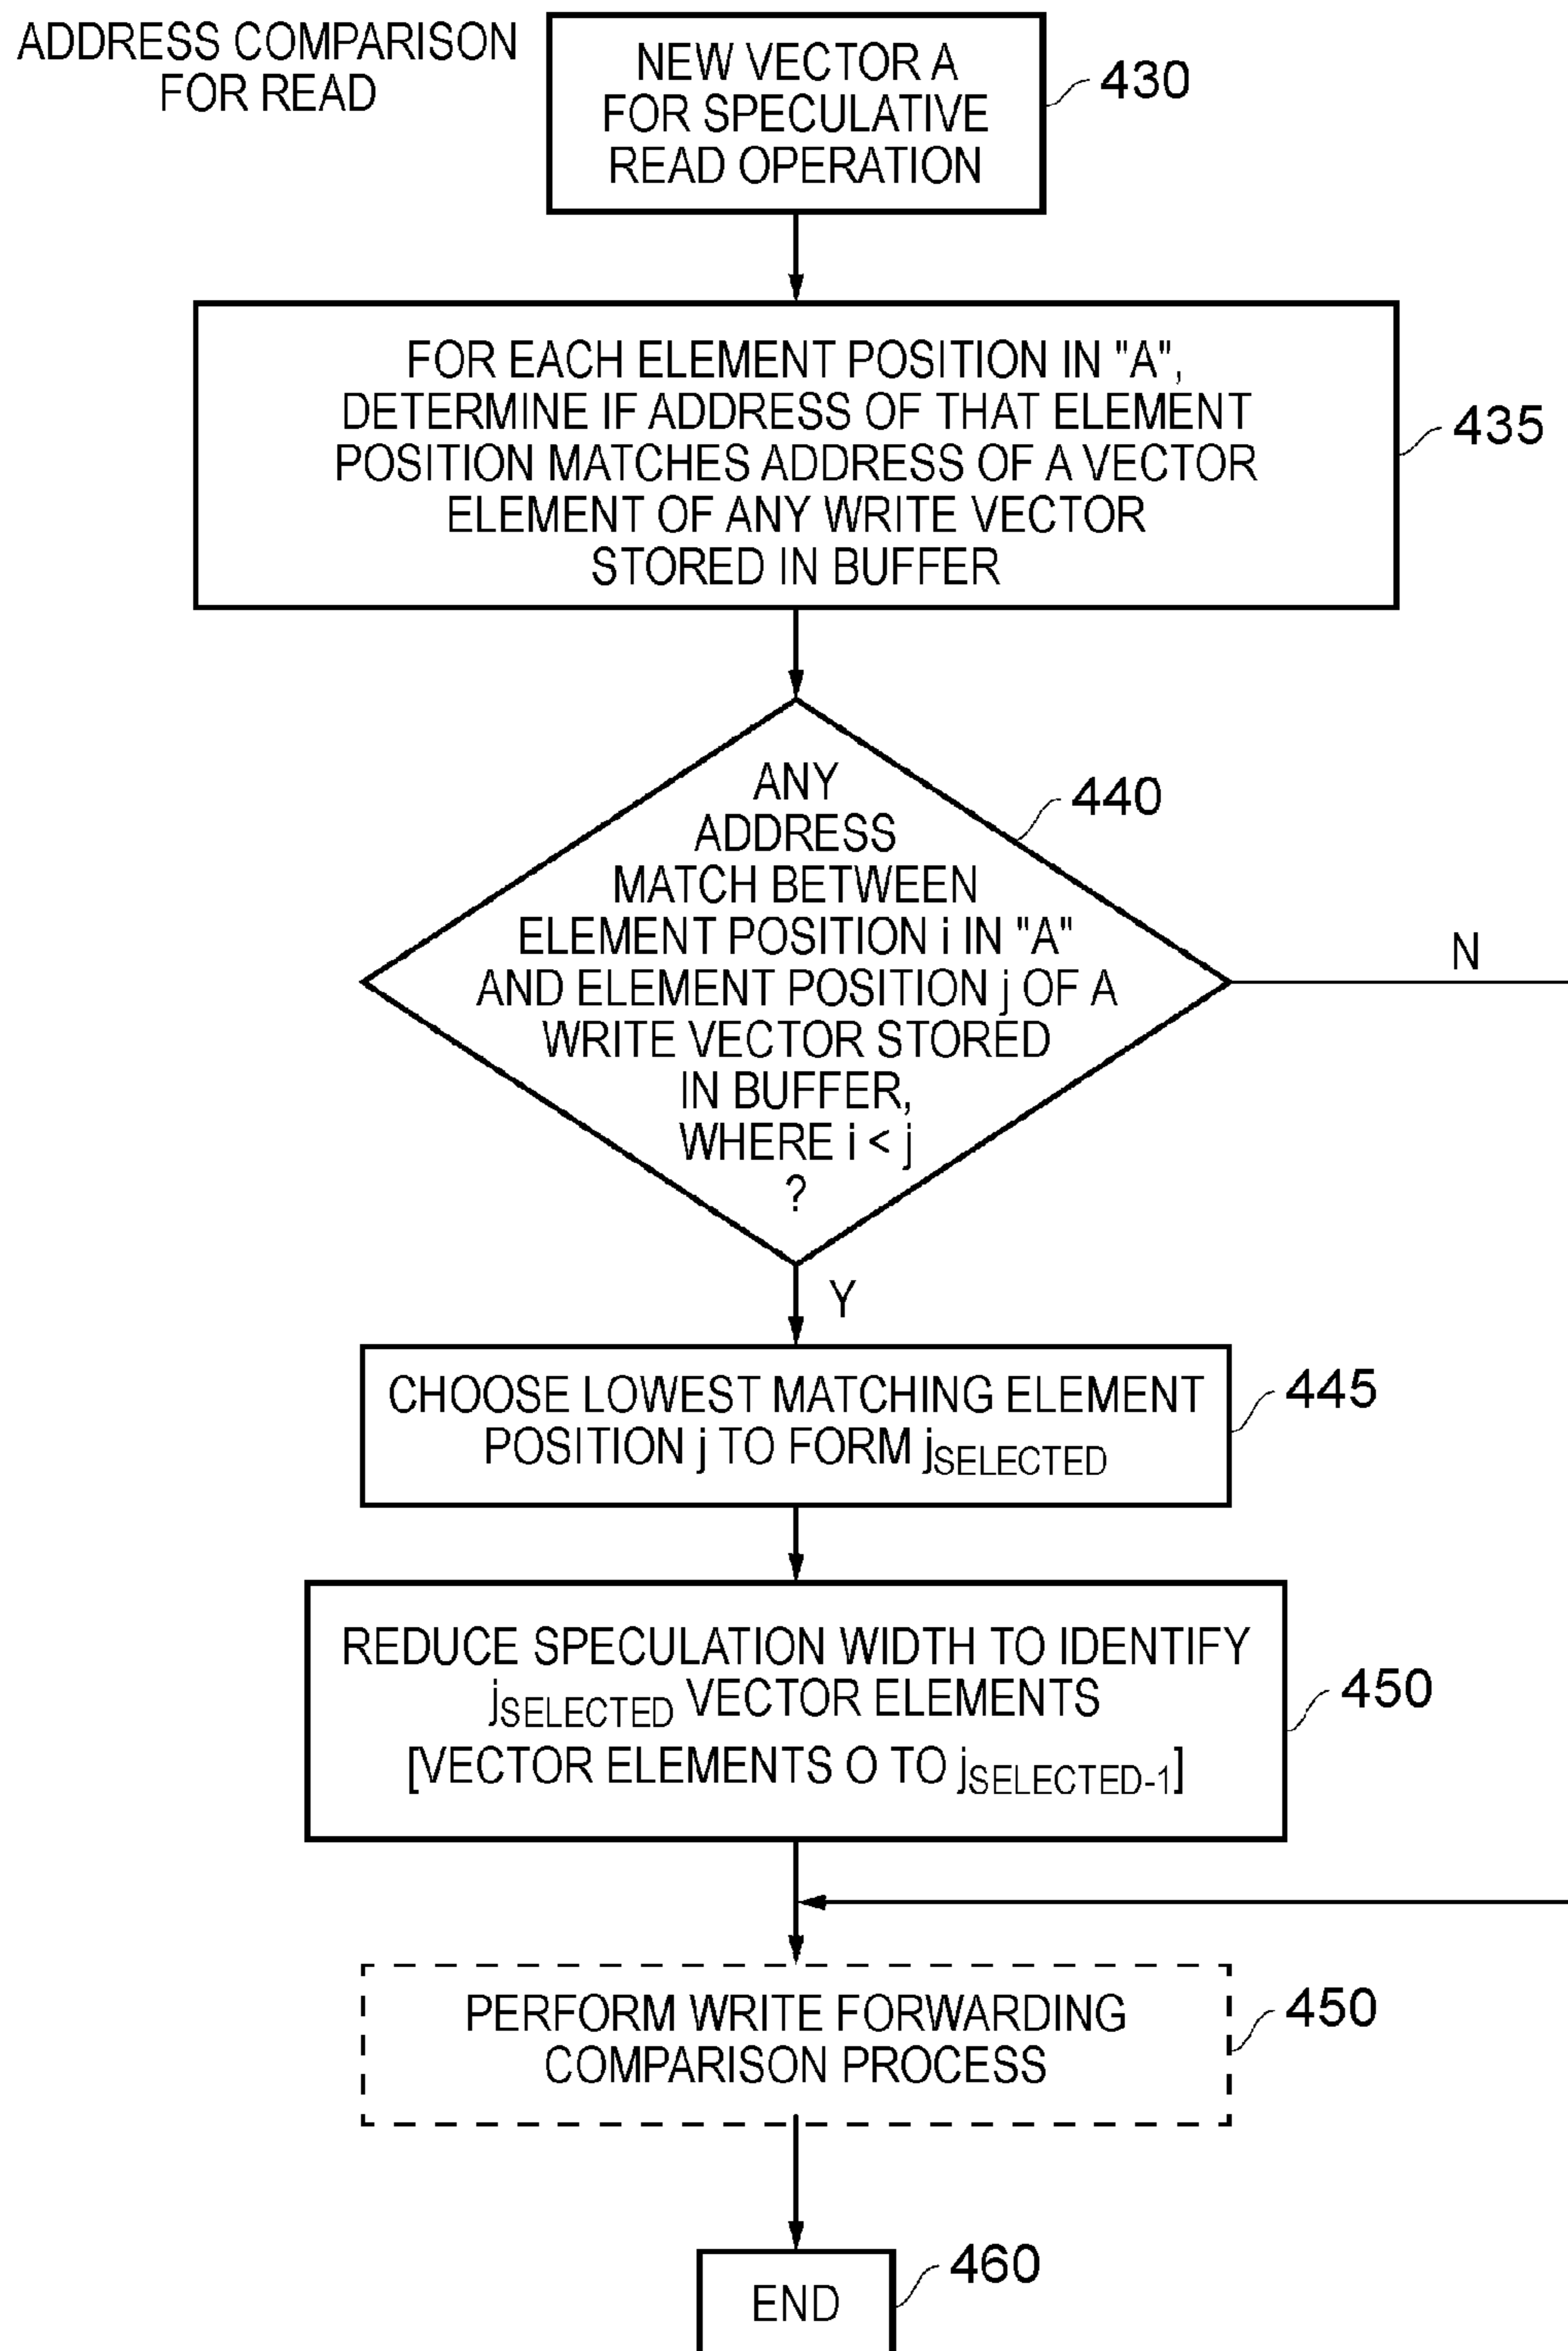 ADDRESS COMPARISON
FOR READ
NEW VECTOR A
FOR SPECULATIVE
READ OPERATION
430
FOR EACH ELEMENT POSITION IN "A",
DETERMINE IF ADDRESS OF THAT ELEMENT
POSITION MATCHES ADDRESS OF A VECTOR
ELEMENT OF ANY WRITE VECTOR
STORED IN BUFFER
435
ANY
ADDRESS
MATCH BETWEEN
ELEMENT POSITION i IN "A"
AND ELEMENT POSITION j OF A
WRITE VECTOR STORED
IN BUFFER,
WHERE i < j
?
440
N
Y
CHOOSE LOWEST MATCHING ELEMENT
POSITION j TO FORM jSELECTED
445
REDUCE SPECULATION WIDTH TO IDENTIFY
jSELECTED VECTOR ELEMENTS
[VECTOR ELEMENTS O TO jSELECTED-1]
450
PERFORM WRITE FORWARDING
COMPARISON PROCESS
450
END
460